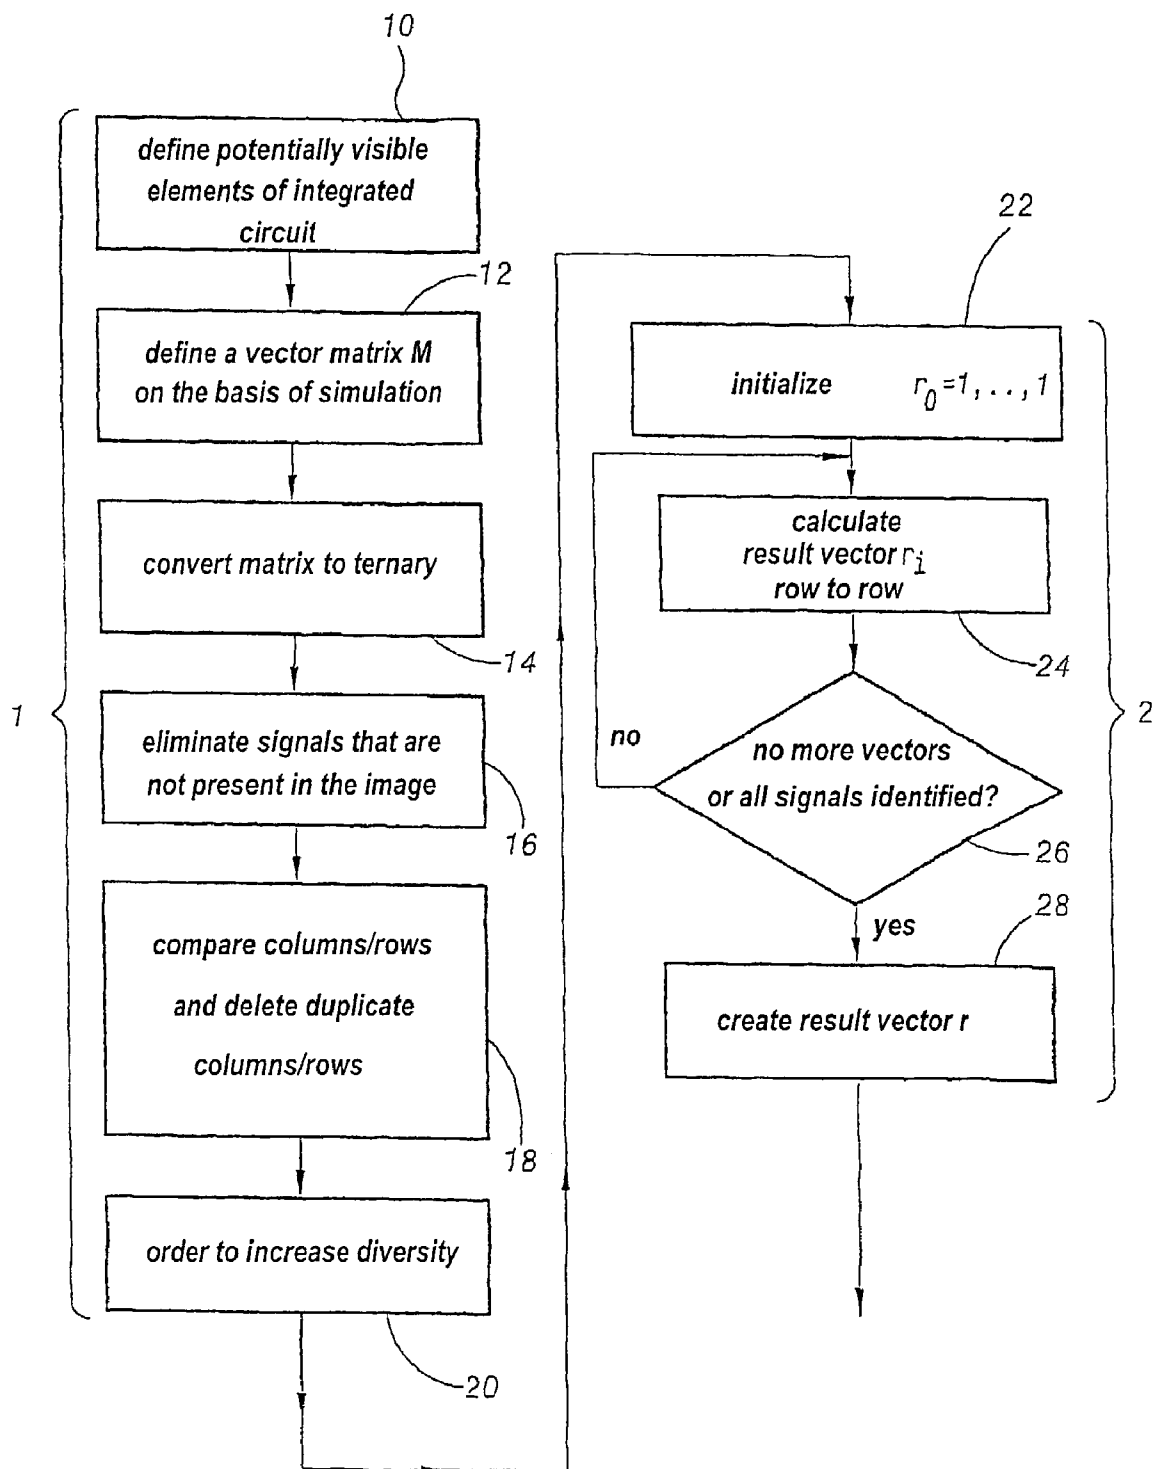 10
define potentially visible
elements of integrated
circuit
12
define a vector matrix M
on the basis of simulation
convert matrix to ternary
14
1
eliminate signals that are
not present in the image
16
compare columns/rows
and delete duplicate
columns/rows
18
order to increase diversity
20
22
initialize r0=1,..,1
calculate
result vector ri
row to row
24
2
no
no more vectors
or all signals identified?
26
yes
28
create result vector r